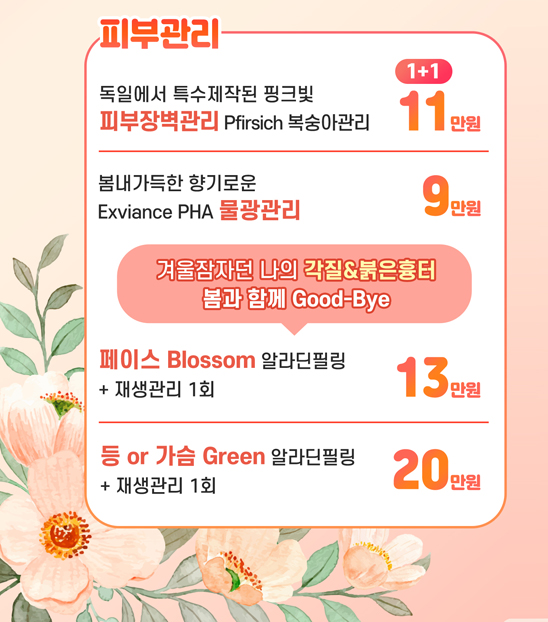 피부관리
1+1
독일에서 특수제작된 핑크빛
피부장벽관리 Pfirsich 복숭아관리 11만원
봄내가득한 향기로운
Exviance PHA 물광관리 9만원
겨울잠자던 나의 각질&붉은흉터
봄과 함께 Good-Bye
페이스 Blossom 알라딘필링
+ 재생관리 1회 13만원
등 or 가슴 Green 알라딘필링
+ 재생관리 1회 20만원